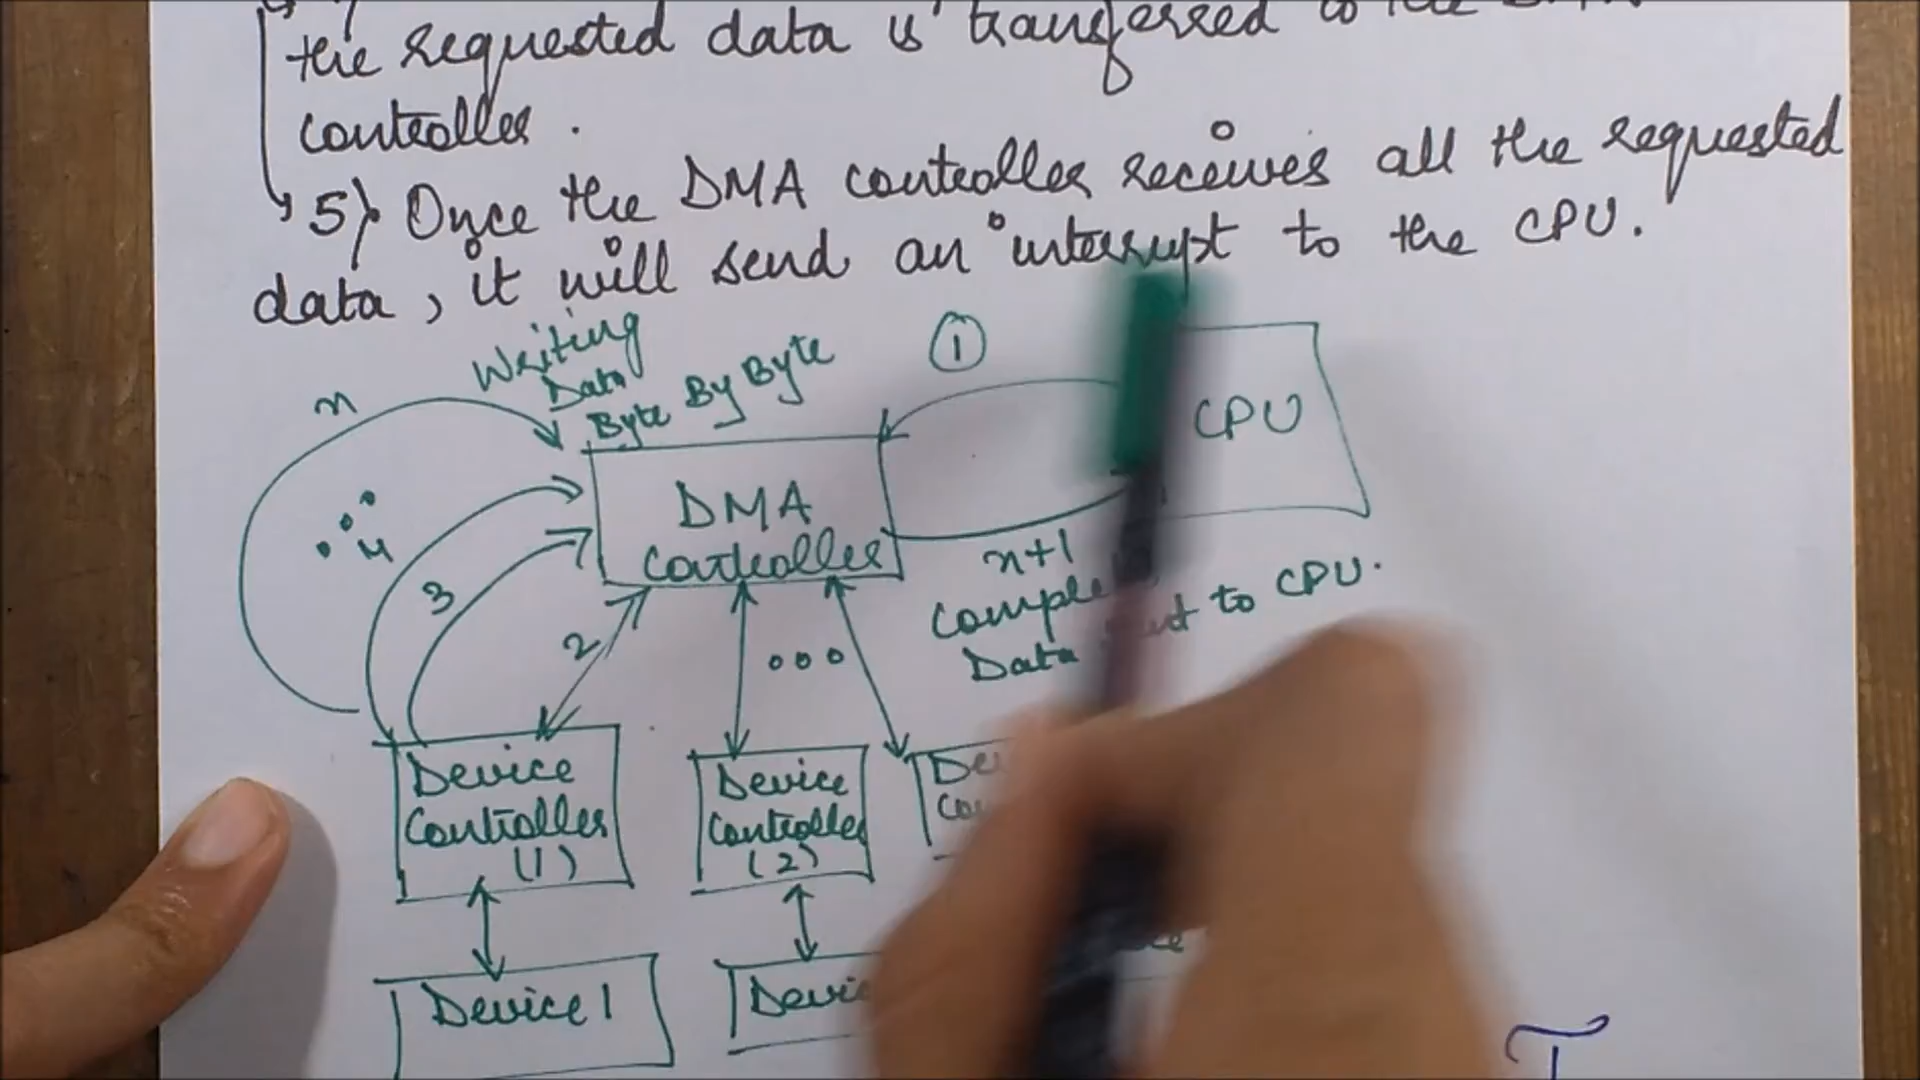 the requested data is transferred to the
controller.
5) Once the DMA controller receives all the requested
data, it will send an interrupt to the CPU.
Writing
Data
Byte By Byte
1
n
CPU
DMA
Controller
4
3
2
n+1
Data to CPU.
Device
Controller
(1)
Device
Controller
(2)
Device 1